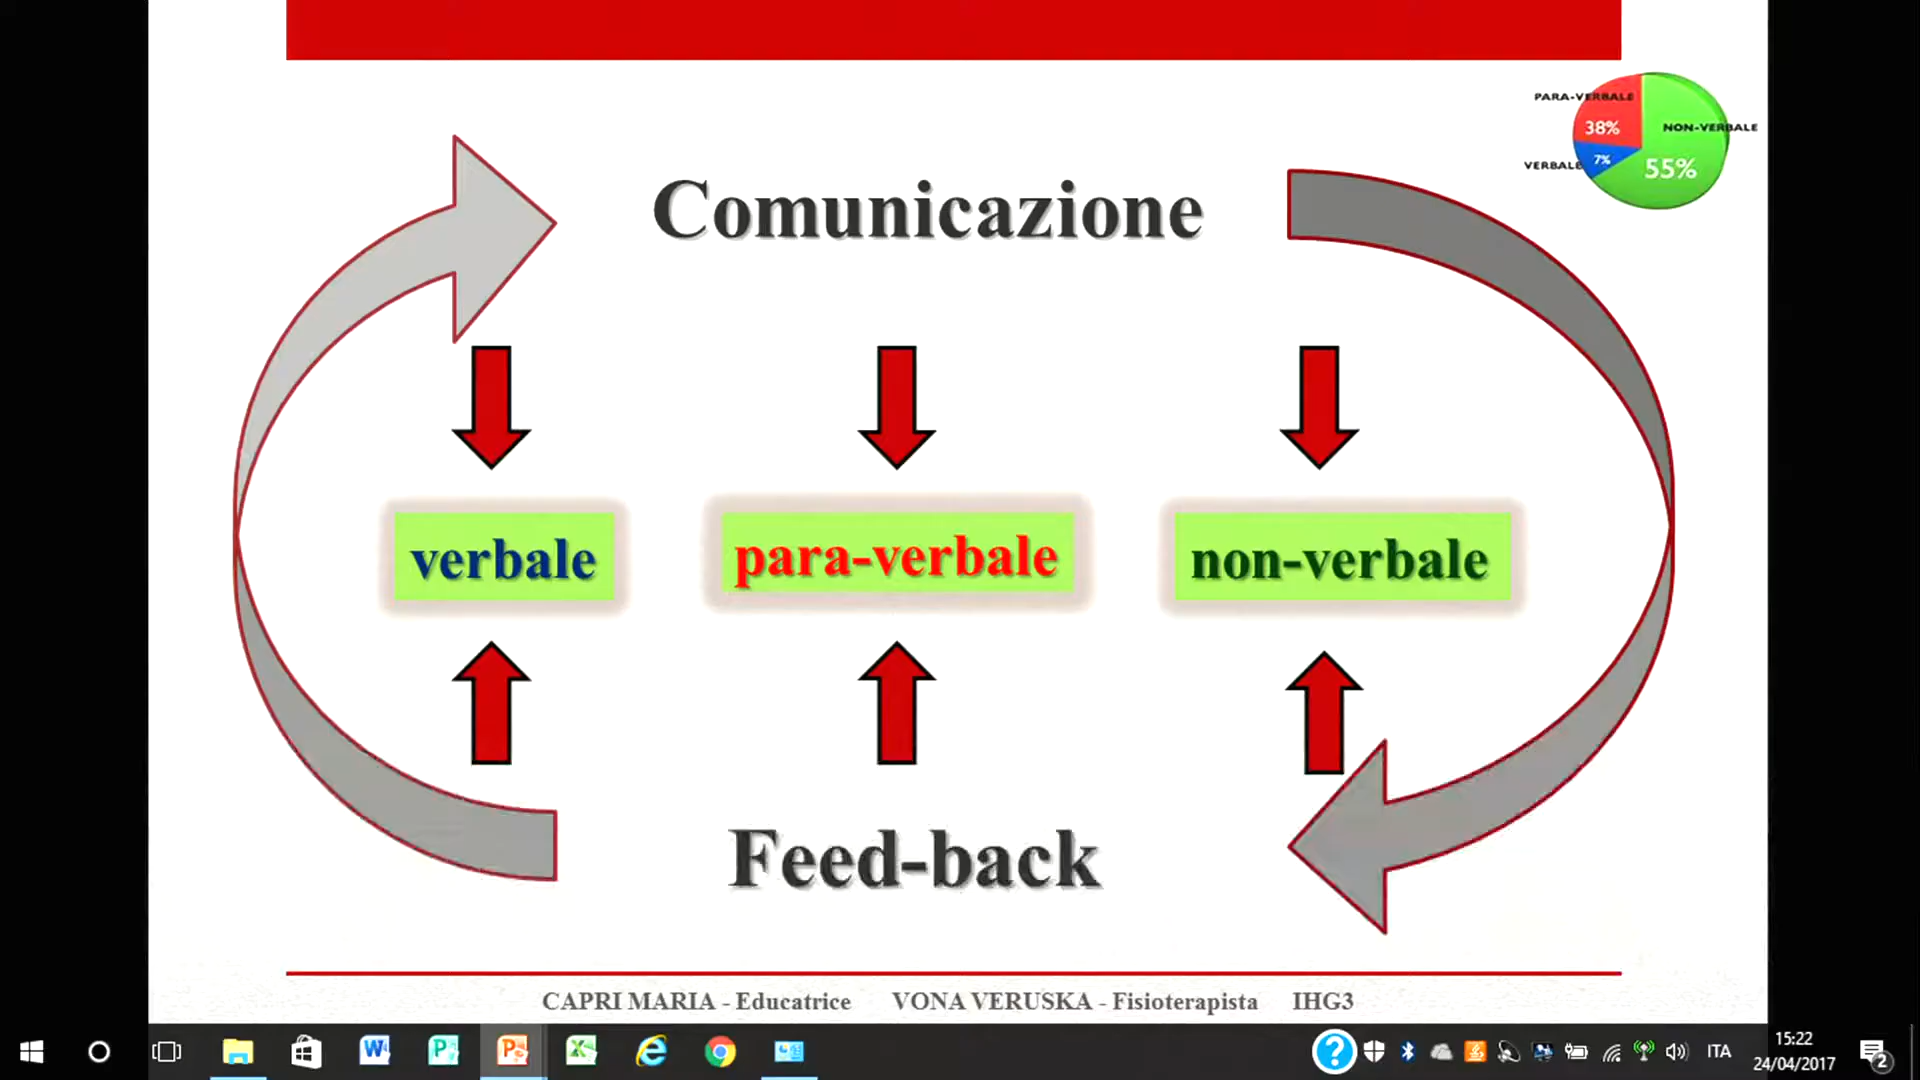 PARA-VERBALE
38%
NON-VERBALE
VERBALE
7%
55%
Comunicazione
verbale
para-verbale
non-verbale
Feed-back
CAPRI MARIA - Educatrice VONA VERUSKA - Fisioterapista IHG3
ITA
15:22
24/04/2017
2